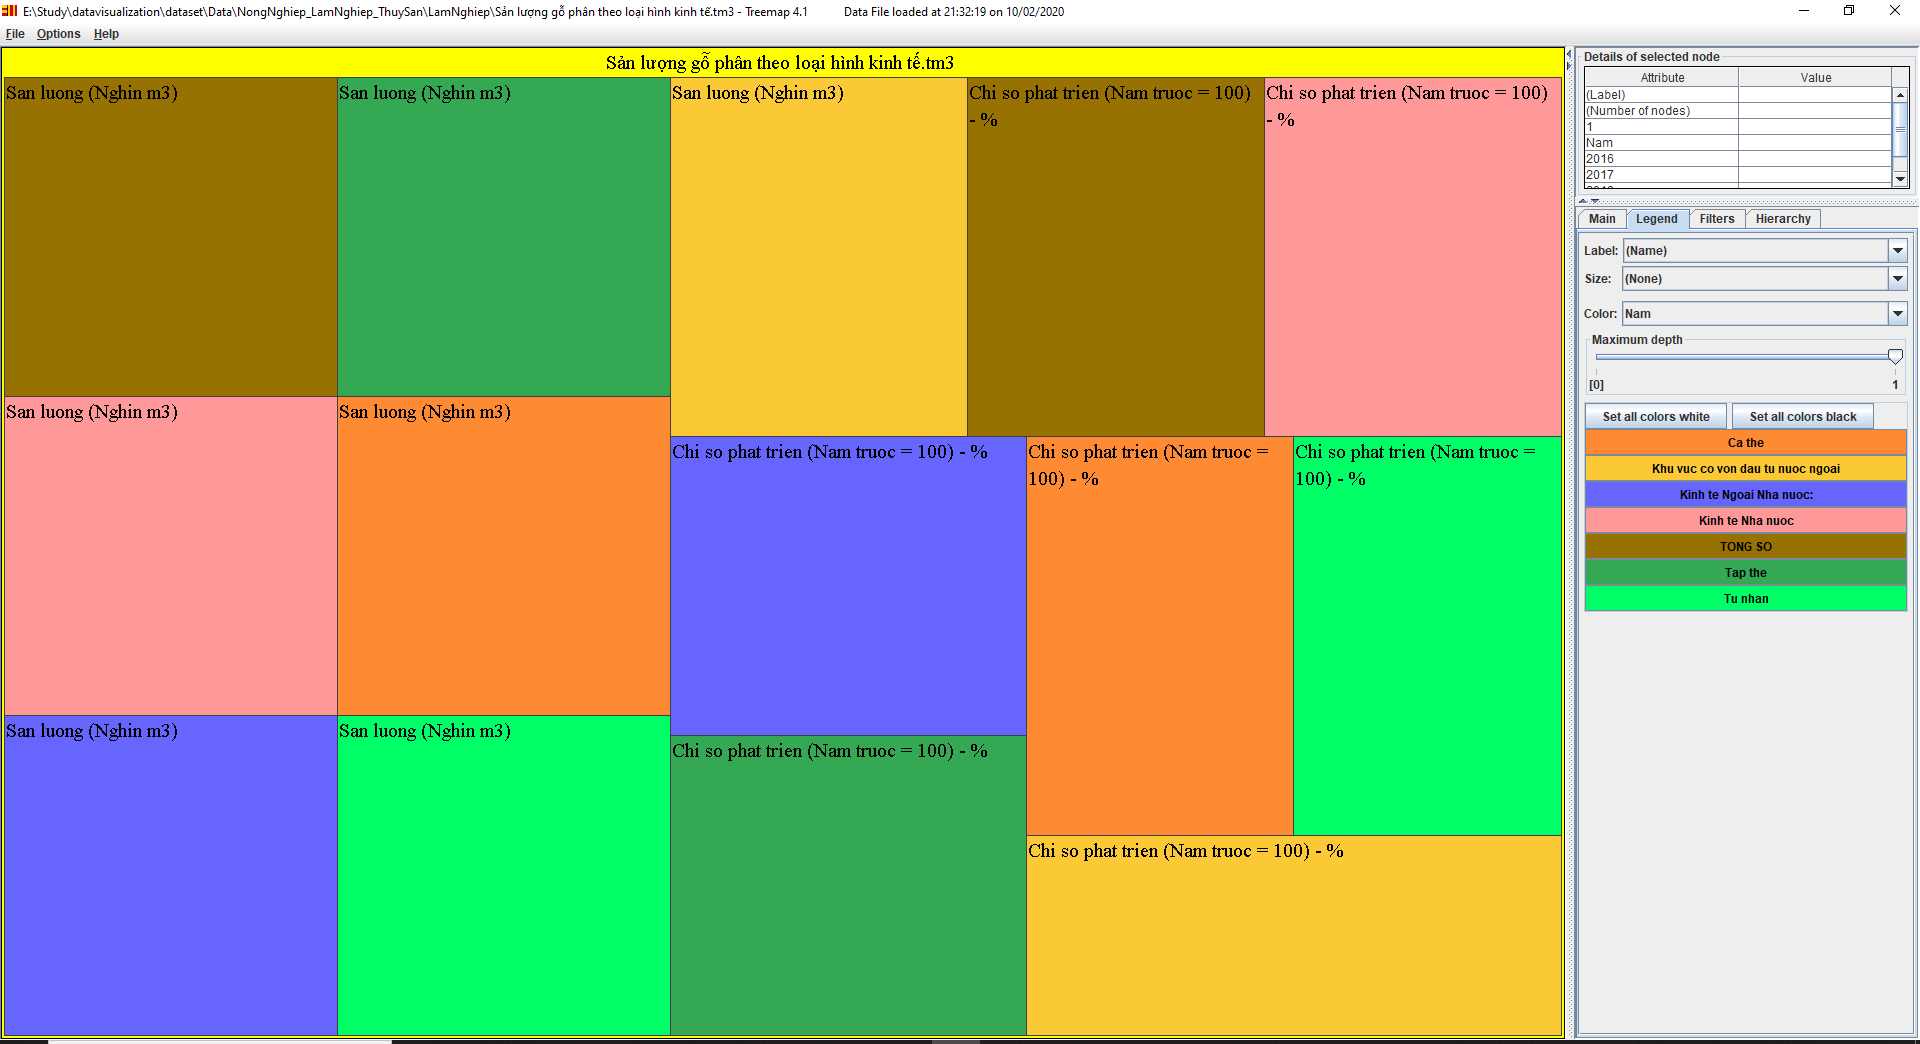 E:\Study\datavisualization\dataset\Data\NongNghiep_LamNghiep_ThuySan\LamNghiep\Sản lượng gỗ phân theo loại hình kinh tế.tm3 - Treemap 4.1 Data File loaded at 21:32:19 on 10/02/2020
File Options Help
Sản lượng gỗ phân theo loại hình kinh tế.tm3
San luong (Nghin m3)
San luong (Nghin m3)
San luong (Nghin m3)
Chi so phat trien (Nam truoc = 100)
- %
Chi so phat trien (Nam truoc = 100)
- %
San luong (Nghin m3)
San luong (Nghin m3)
Chi so phat trien (Nam truoc = 100) - %
Chi so phat trien (Nam truoc =
100) - %
Chi so phat trien (Nam truoc =
100) - %
San luong (Nghin m3)
San luong (Nghin m3)
Chi so phat trien (Nam truoc = 100) - %
Chi so phat trien (Nam truoc = 100) - %
Details of selected node
Attribute Value
(Label)
(Number of nodes)
1
Nam
2016
2017
Main Legend Filters Hierarchy
Label: (Name)
Size: (None)
Color: Nam
Maximum depth
[0] 1
Set all colors white Set all colors black
Ca the
Khu vuc co von dau tu nuoc ngoai
Kinh te Ngoai Nha nuoc:
Kinh te Nha nuoc
TONG SO
Tap the
Tu nhan